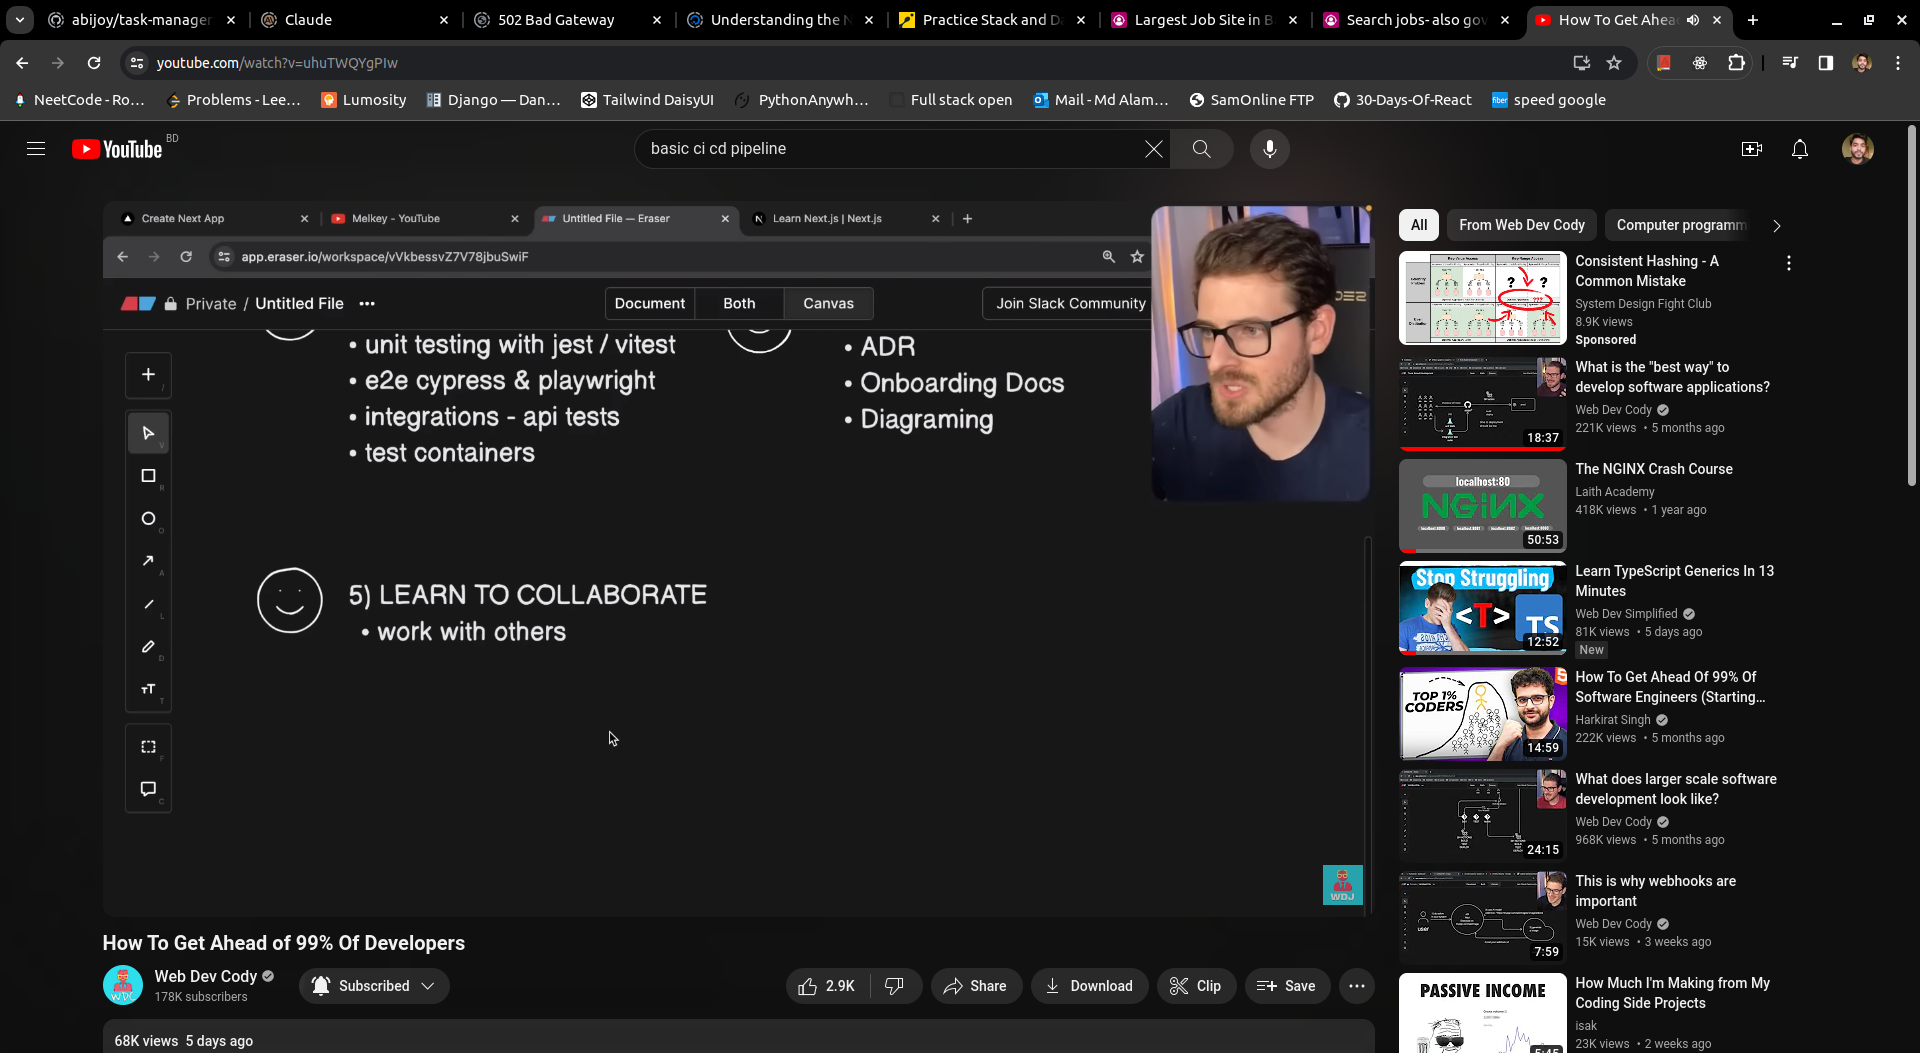 abijoy/task-manager
Claude
502 Bad Gateway
Understanding the N
Practice Stack and D
Largest Job Site in B
Search jobs- also gov
How To Get Ahea
youtube.com/watch?v=uhuTWQYgPIw
NeetCode - Ro...
Problems - Lee...
Lumosity
Django — Dan...
Tailwind DaisyUI
PythonAnywh...
Full stack open
Mail - Md Alam...
SamOnline FTP
30-Days-Of-React
fiber
speed google
YouTube
BD
basic ci cd pipeline
Create Next App
Melkey - YouTube
Untitled File — Eraser
Learn Next.js | Next.js
app.eraser.io/workspace/vVkbessvZ7V78jbuSwiF
Private / Untitled File
Document
Both
Canvas
Join Slack Community
• unit testing with jest / vitest
• e2e cypress & playwright
• integrations - api tests
• test containers
• ADR
• Onboarding Docs
• Diagraming
5) LEARN TO COLLABORATE
• work with others
WDJ
How To Get Ahead of 99% Of Developers
Web Dev Cody
178K subscribers
Subscribed
2.9K
Share
Download
Clip
Save
68K views 5 days ago
All
From Web Dev Cody
Computer programm
Consistent Hashing - A
Common Mistake
System Design Fight Club
8.9K views
Sponsored
What is the "best way" to
develop software applications?
Web Dev Cody
221K views • 5 months ago
18:37
localhost:80
NGINX
50:53
The NGINX Crash Course
Laith Academy
418K views • 1 year ago
Stop Struggling
<T>
TS
12:52
Learn TypeScript Generics In 13
Minutes
Web Dev Simplified
81K views • 5 days ago
New
TOP 1%
CODERS
14:59
How To Get Ahead Of 99% Of
Software Engineers (Starting...
Harkirat Singh
222K views • 5 months ago
24:15
What does larger scale software
development look like?
Web Dev Cody
968K views • 5 months ago
user
7:59
This is why webhooks are
important
Web Dev Cody
15K views • 3 weeks ago
PASSIVE INCOME
How Much I'm Making from My
Coding Side Projects
isak
23K views • 2 weeks ago